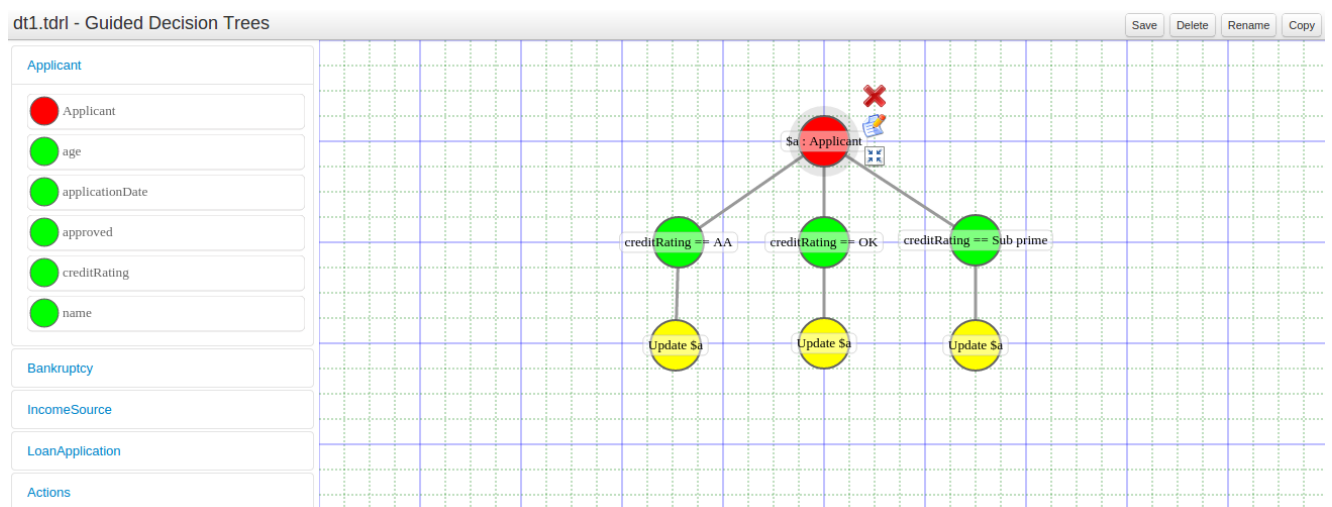 dt1.tdrl - Guided Decision Trees
Save
Delete
Rename
Copy
Applicant
Applicant
age
applicationDate
approved
creditRating
name
Bankruptcy
IncomeSource
LoanApplication
Actions
$a : Applicant
creditRating == AA
creditRating == OK
creditRating == Sub prime
Update $a
Update $a
Update $a